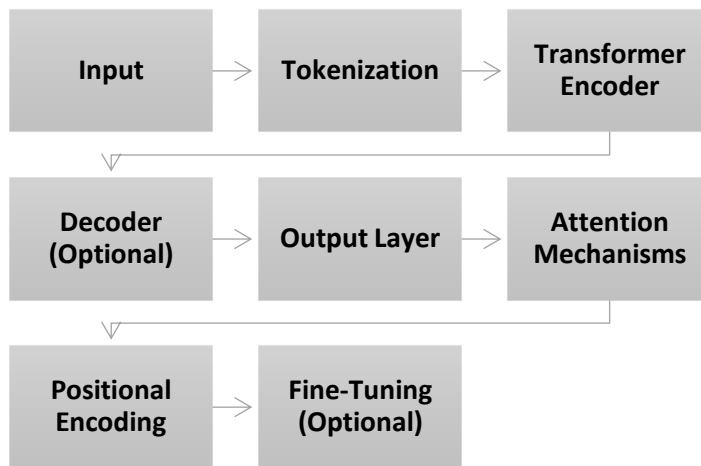 Input
Tokenization
Transformer
Encoder
Decoder
(Optional)
Output Layer
Attention
Mechanisms
Positional
Encoding
Fine-Tuning
(Optional)